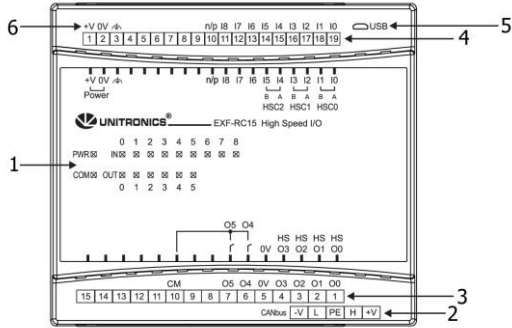 6 +V 0V n/p I8 I7 I6 I5 I4 I3 I2 I1 I0 USB 5
1 2 3 4 5 6 7 8 9 10 11 12 13 14 15 16 17 18 19 4
+V 0V n/p I8 I7 I6 I5 I4 I3 I2 I1 I0
Power B A B A B A
HSC2 HSC1 HSC0
UNITRONICS® EXF-RC15 High Speed I/O
0 1 2 3 4 5 6 7 8
1 PWR IN
COM OUT
0 1 2 3 4 5
O5 O4
HS HS HS HS
0V O3 O2 O1 O0
CM O5 O4 0V O3 O2 O1 O0
15 14 13 12 11 10 9 8 7 6 5 4 3 2 1 3
CANbus -V L PE H +V 2